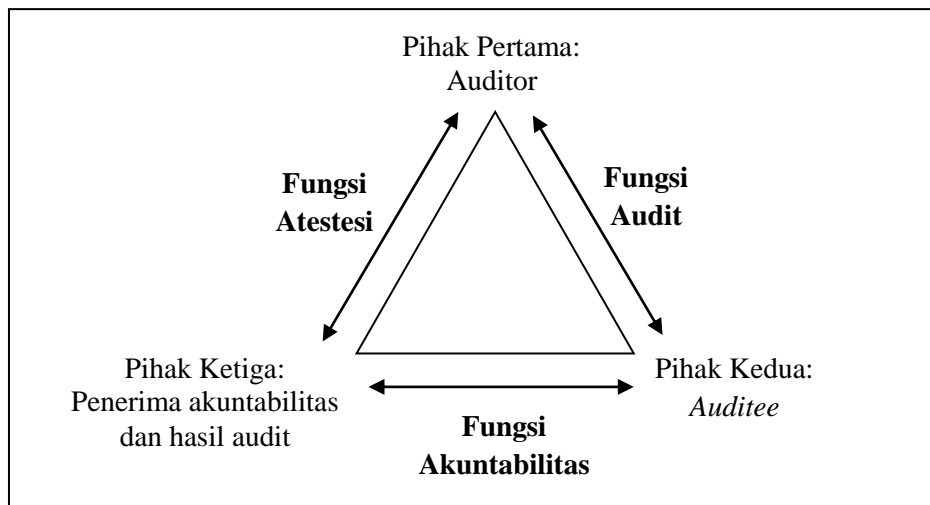 Pihak Pertama:
Auditor
Fungsi
Atestesi
Fungsi
Audit
Pihak Ketiga:
Penerima akuntabilitas
dan hasil audit
Pihak Kedua:
Auditee
Fungsi
Akuntabilitas